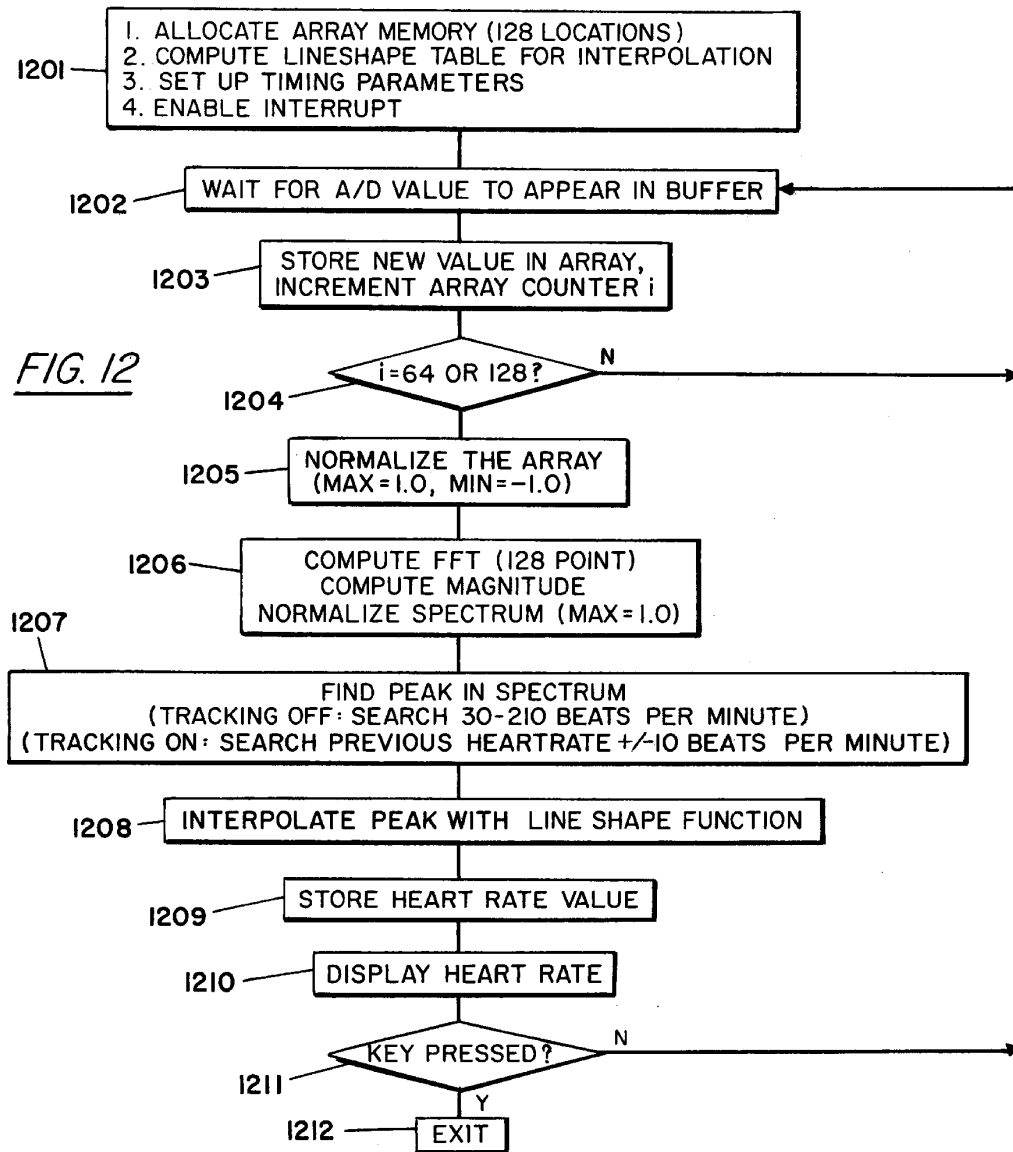 1201
1. ALLOCATE ARRAY MEMORY (128 LOCATIONS)
2. COMPUTE LINESHAPE TABLE FOR INTERPOLATION
3. SET UP TIMING PARAMETERS
4. ENABLE INTERRUPT
1202
WAIT FOR A/D VALUE TO APPEAR IN BUFFER
1203
STORE NEW VALUE IN ARRAY,
INCREMENT ARRAY COUNTER i
FIG. 12
1204
i=64 OR 128?
N
1205
NORMALIZE THE ARRAY
(MAX=1.0, MIN=-1.0)
1206
COMPUTE FFT (128 POINT)
COMPUTE MAGNITUDE
NORMALIZE SPECTRUM (MAX=1.0)
1207
FIND PEAK IN SPECTRUM
(TRACKING OFF: SEARCH 30-210 BEATS PER MINUTE)
(TRACKING ON: SEARCH PREVIOUS HEARTRATE +/-10 BEATS PER MINUTE)
1208
INTERPOLATE PEAK WITH LINE SHAPE FUNCTION
1209
STORE HEART RATE VALUE
1210
DISPLAY HEART RATE
1211
KEY PRESSED?
N
Y
1212
EXIT